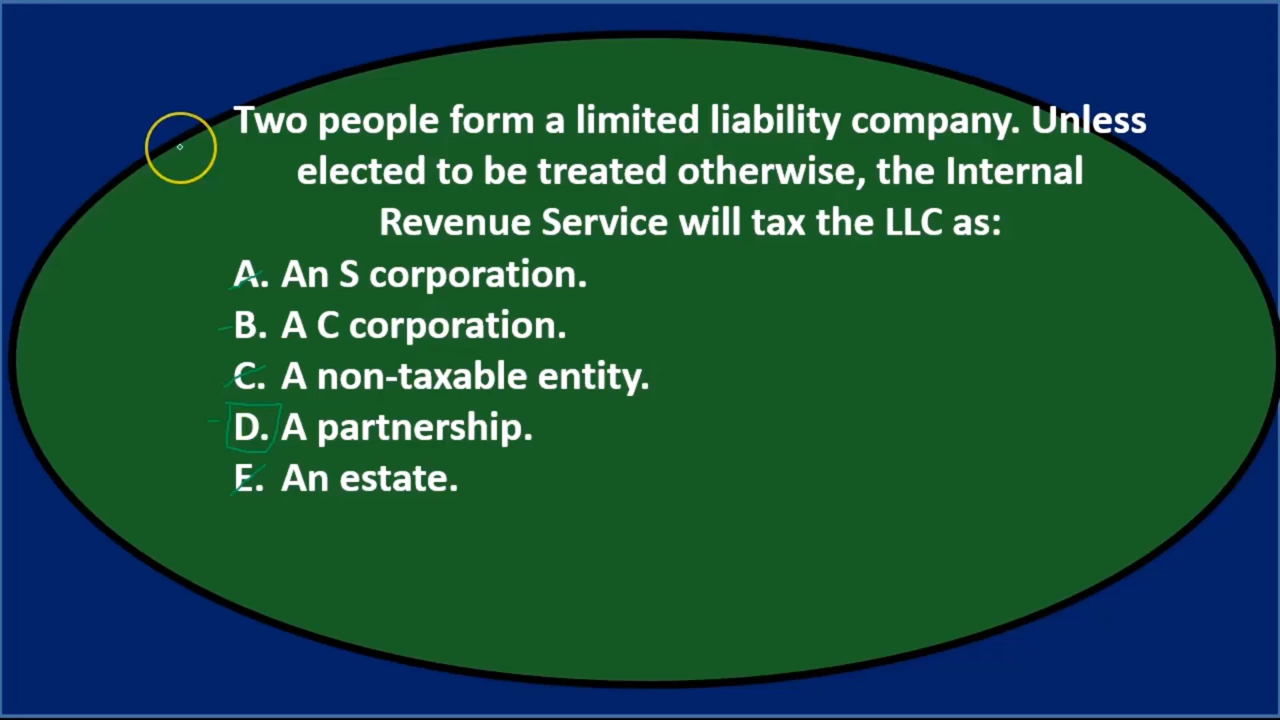 Two people form a limited liability company. Unless
elected to be treated otherwise, the Internal
Revenue Service will tax the LLC as:
A. An S corporation.
B. A C corporation.
C. A non-taxable entity.
D. A partnership.
E. An estate.